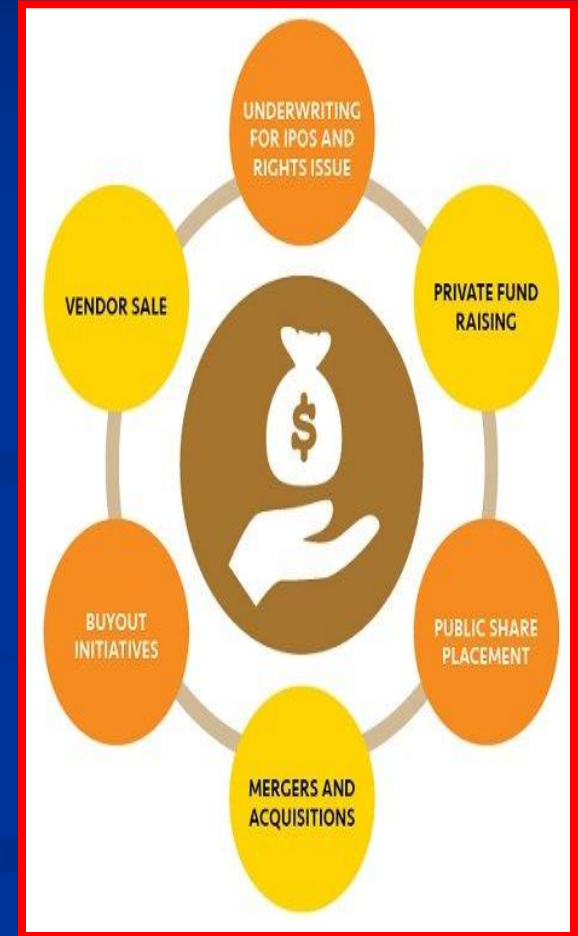 UNDERWRITING
FOR IPOS AND
RIGHTS ISSUE
PRIVATE FUND
RAISING
PUBLIC SHARE
PLACEMENT
MERGERS AND
ACQUISITIONS
BUYOUT
INITIATIVES
VENDOR SALE
$